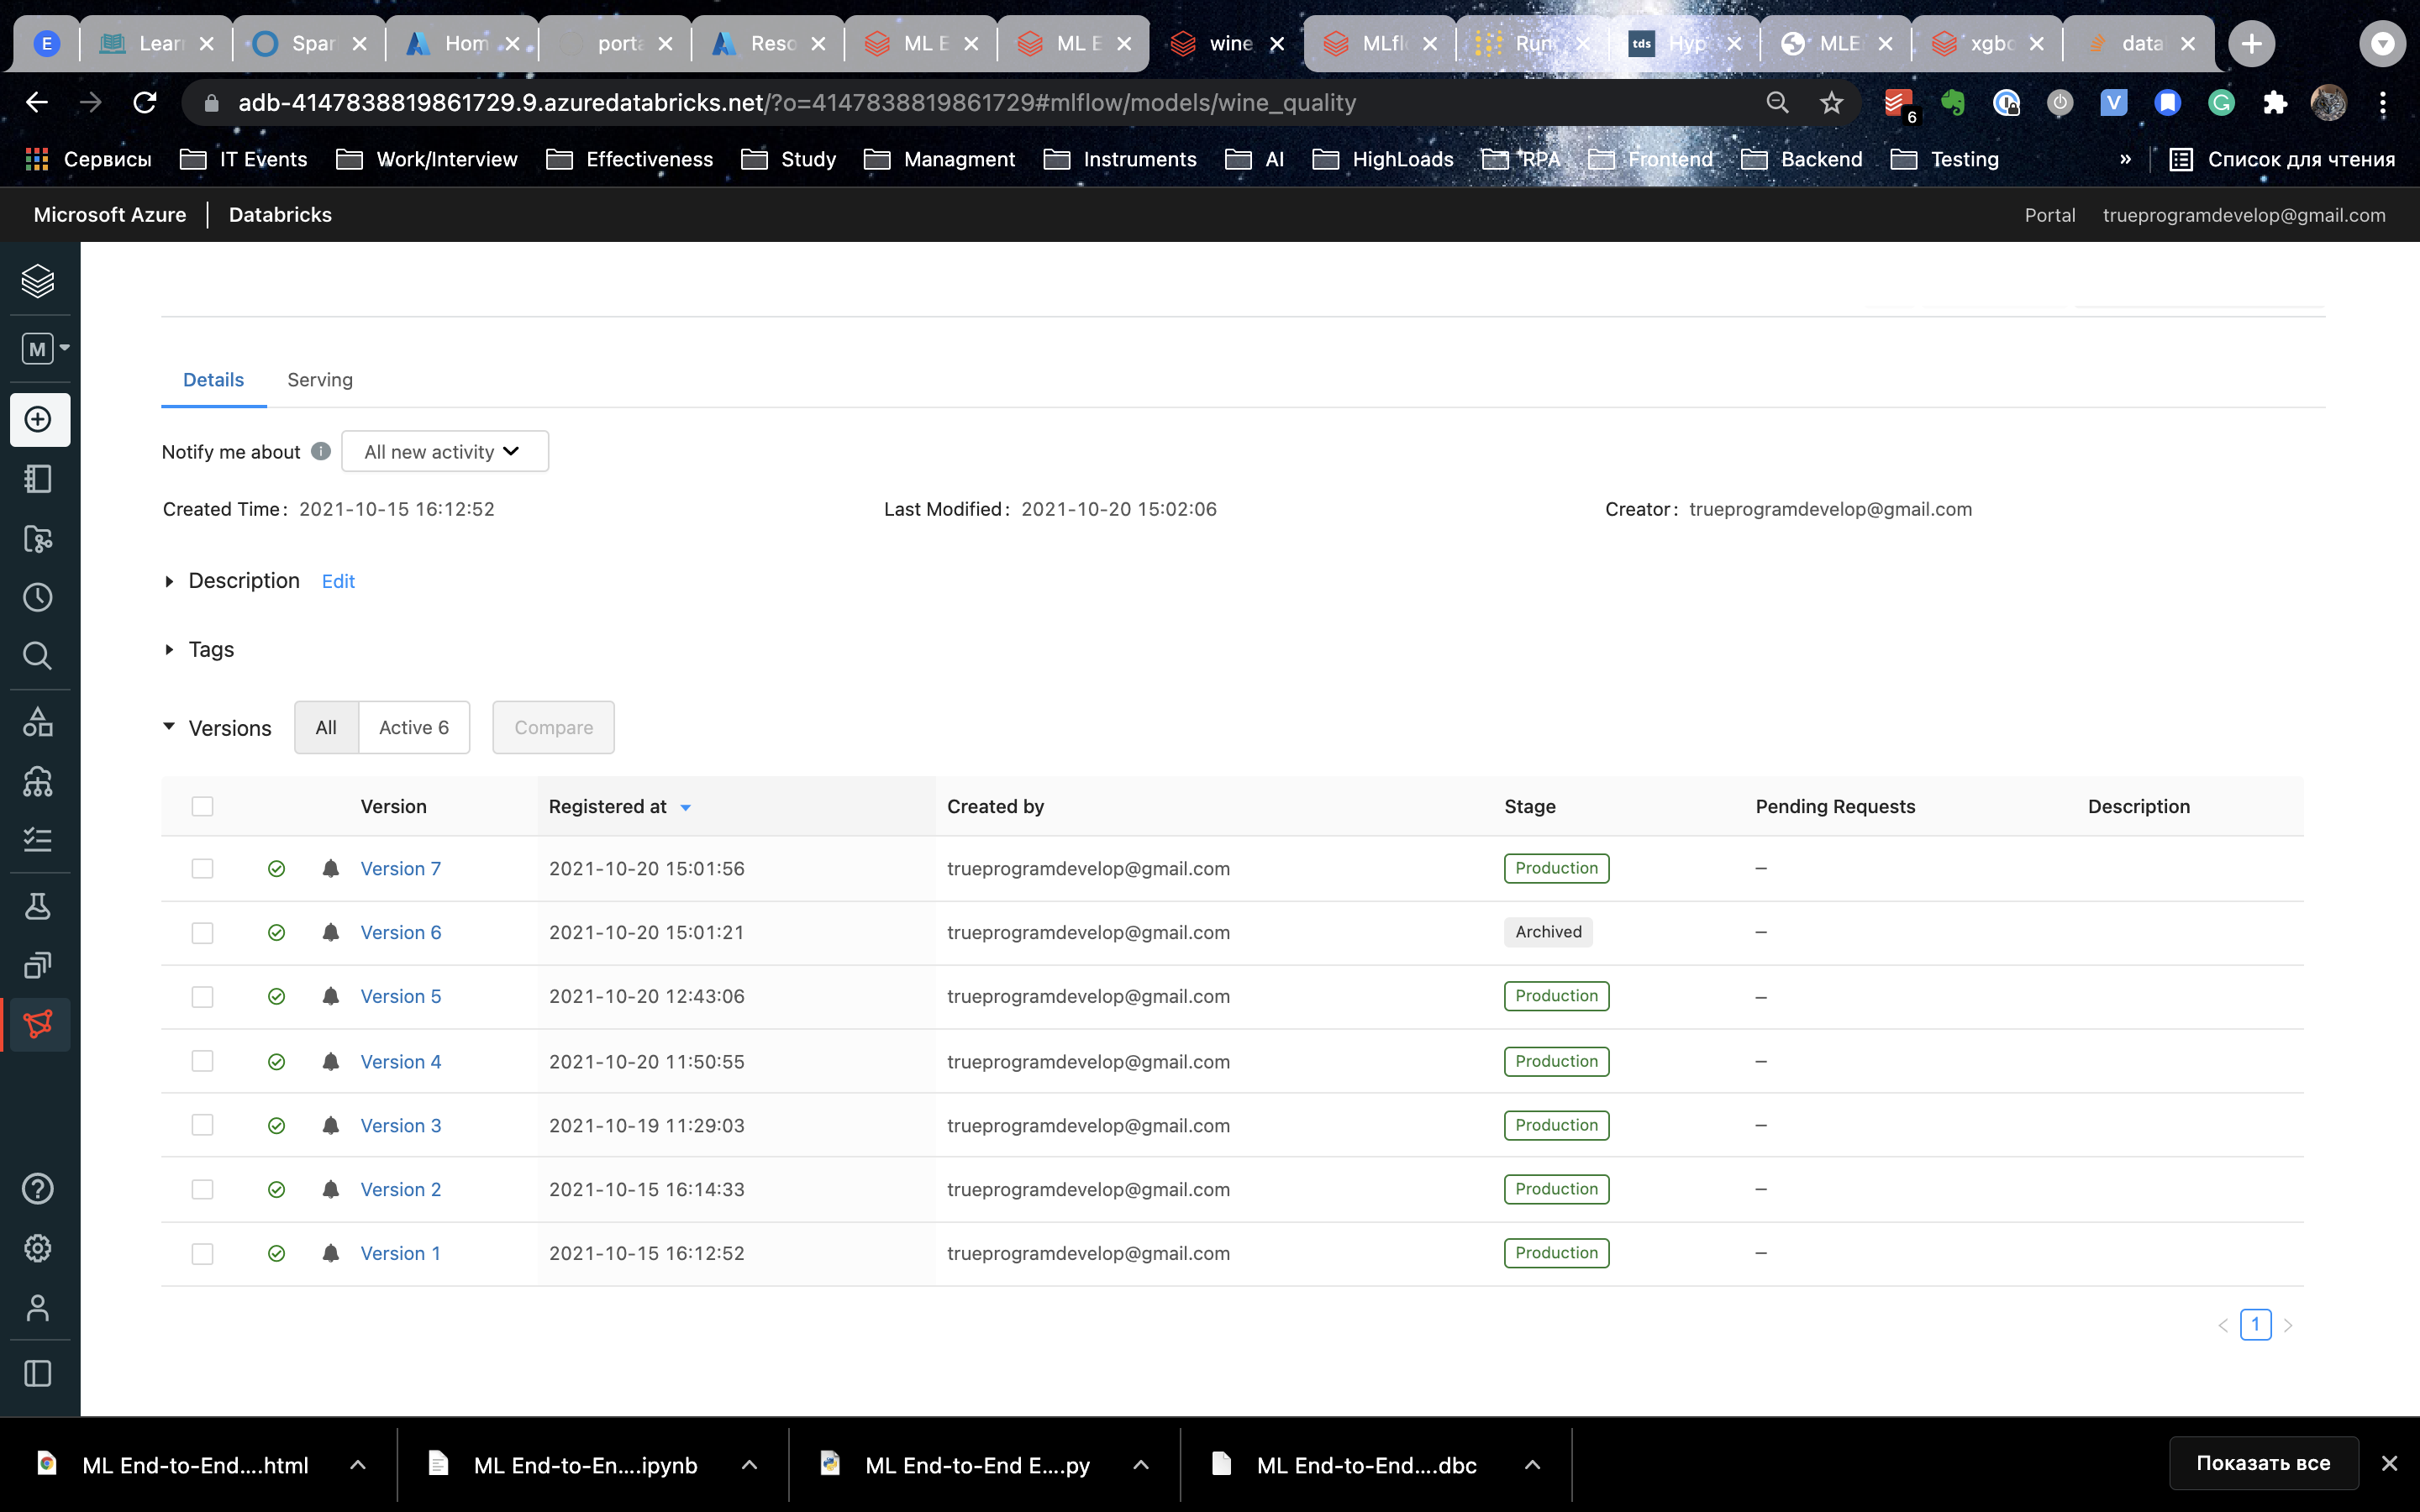 E Lear Spar Hom porta Reso ML E ML E wine MLfl Run tds Hyp MLE xgbo data
adb-4147838819861729.9.azuredatabricks.net/?o=4147838819861729#mlflow/models/wine_quality 6 V G
Сервисы IT Events Work/Interview Effectiveness Study Managment Instruments AI HighLoads RPA Frontend Backend Testing » Список для чтения
Microsoft Azure Databricks Portal trueprogramdevelop@gmail.com
M
Details Serving
Notify me about All new activity
Created Time: 2021-10-15 16:12:52 Last Modified: 2021-10-20 15:02:06 Creator: trueprogramdevelop@gmail.com
Description Edit
Tags
Versions All Active 6 Compare
Version Registered at Created by Stage Pending Requests Description
Version 7 2021-10-20 15:01:56 trueprogramdevelop@gmail.com Production –
Version 6 2021-10-20 15:01:21 trueprogramdevelop@gmail.com Archived –
Version 5 2021-10-20 12:43:06 trueprogramdevelop@gmail.com Production –
Version 4 2021-10-20 11:50:55 trueprogramdevelop@gmail.com Production –
Version 3 2021-10-19 11:29:03 trueprogramdevelop@gmail.com Production –
Version 2 2021-10-15 16:14:33 trueprogramdevelop@gmail.com Production –
Version 1 2021-10-15 16:12:52 trueprogramdevelop@gmail.com Production –
< 1 >
ML End-to-End....html ML End-to-En....ipynb ML End-to-End E....py ML End-to-End....dbc Показать все